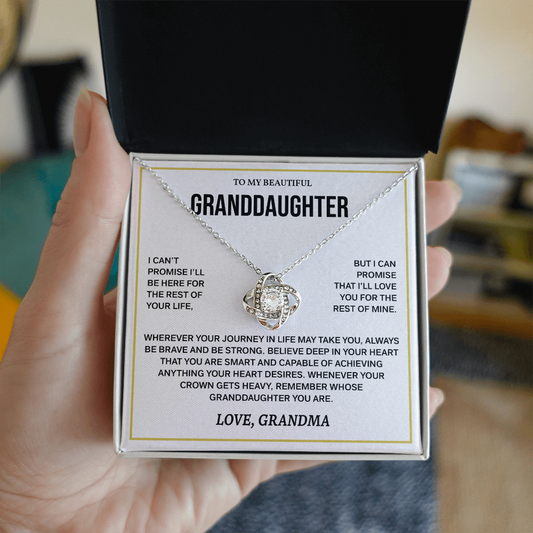 TO MY BEAUTIFUL
GRANDDAUGHTER
I CAN'T
PROMISE I'LL
BE HERE FOR
THE REST OF
YOUR LIFE,
BUT I CAN
PROMISE
THAT I'LL LOVE
YOU FOR THE
REST OF MINE.
WHEREVER YOUR JOURNEY IN LIFE MAY TAKE YOU, ALWAYS
BE BRAVE AND BE STRONG. BELIEVE DEEP IN YOUR HEART
THAT YOU ARE SMART AND CAPABLE OF ACHIEVING
ANYTHING YOUR HEART DESIRES. WHENEVER YOUR
CROWN GETS HEAVY, REMEMBER WHOSE
GRANDDAUGHTER YOU ARE.
LOVE, GRANDMA